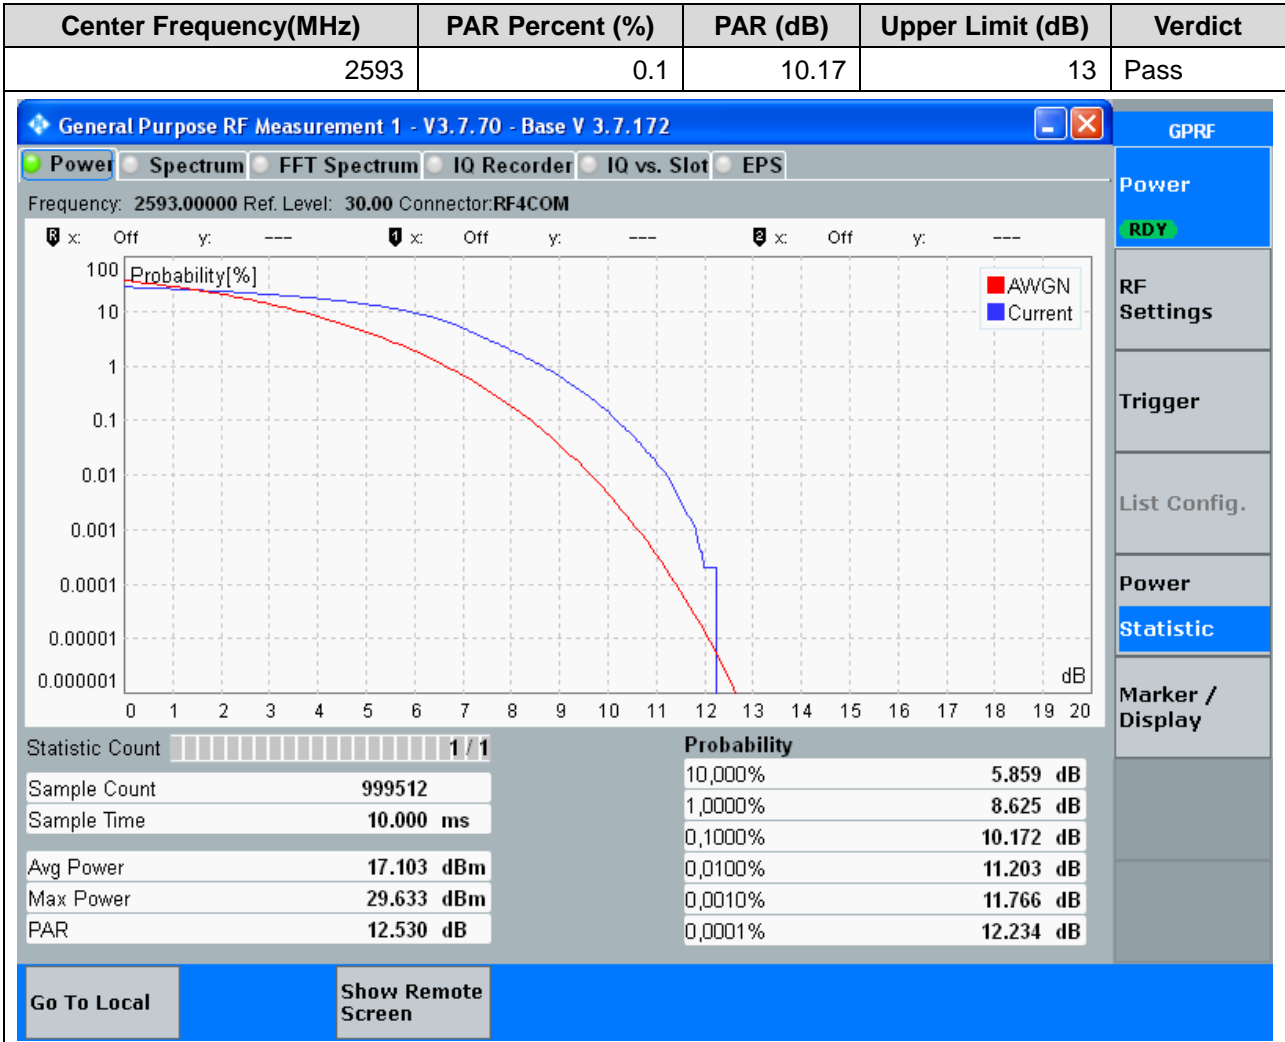 Center Frequency(MHz) PAR Percent (%) PAR (dB) Upper Limit (dB) Verdict
2593 0.1 10.17 13 Pass
General Purpose RF Measurement 1 - V3.7.70 - Base V 3.7.172
GPRF
Power Spectrum FFT Spectrum IQ Recorder IQ vs. Slot EPS
Frequency: 2593.00000 Ref. Level: 30.00 Connector:RF4COM
R x: Off y: --- 1 x: Off y: --- 2 x: Off y: ---
Power
RDY
RF
Settings
Trigger
List Config.
Power
Statistic
Marker /
Display
Probability[%]
AWGN
Current
100
10
1
0.1
0.01
0.001
0.0001
0.00001
0.000001
dB
0 1 2 3 4 5 6 7 8 9 10 11 12 13 14 15 16 17 18 19 20
Statistic Count 1 / 1
Sample Count 999512
Sample Time 10.000 ms
Avg Power 17.103 dBm
Max Power 29.633 dBm
PAR 12.530 dB
Probability
10,000% 5.859 dB
1,0000% 8.625 dB
0,1000% 10.172 dB
0,0100% 11.203 dB
0,0010% 11.766 dB
0,0001% 12.234 dB
Go To Local
Show Remote
Screen